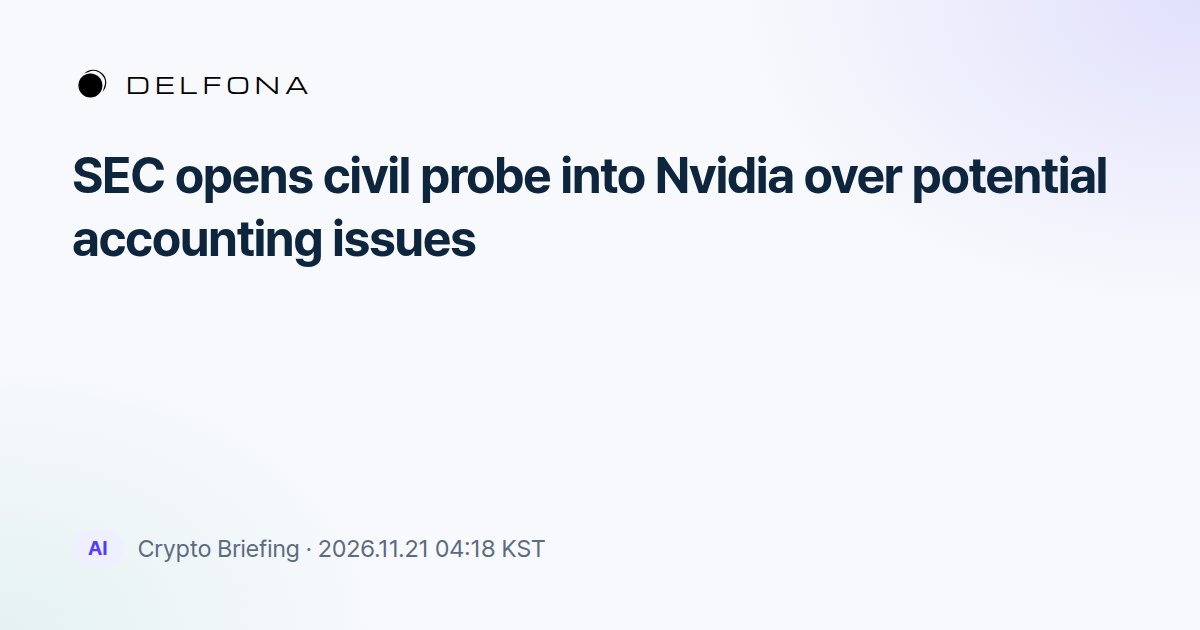 DELFONA
SEC opens civil probe into Nvidia over potential
accounting issues
AI Crypto Briefing · 2026.11.21 04:18 KST